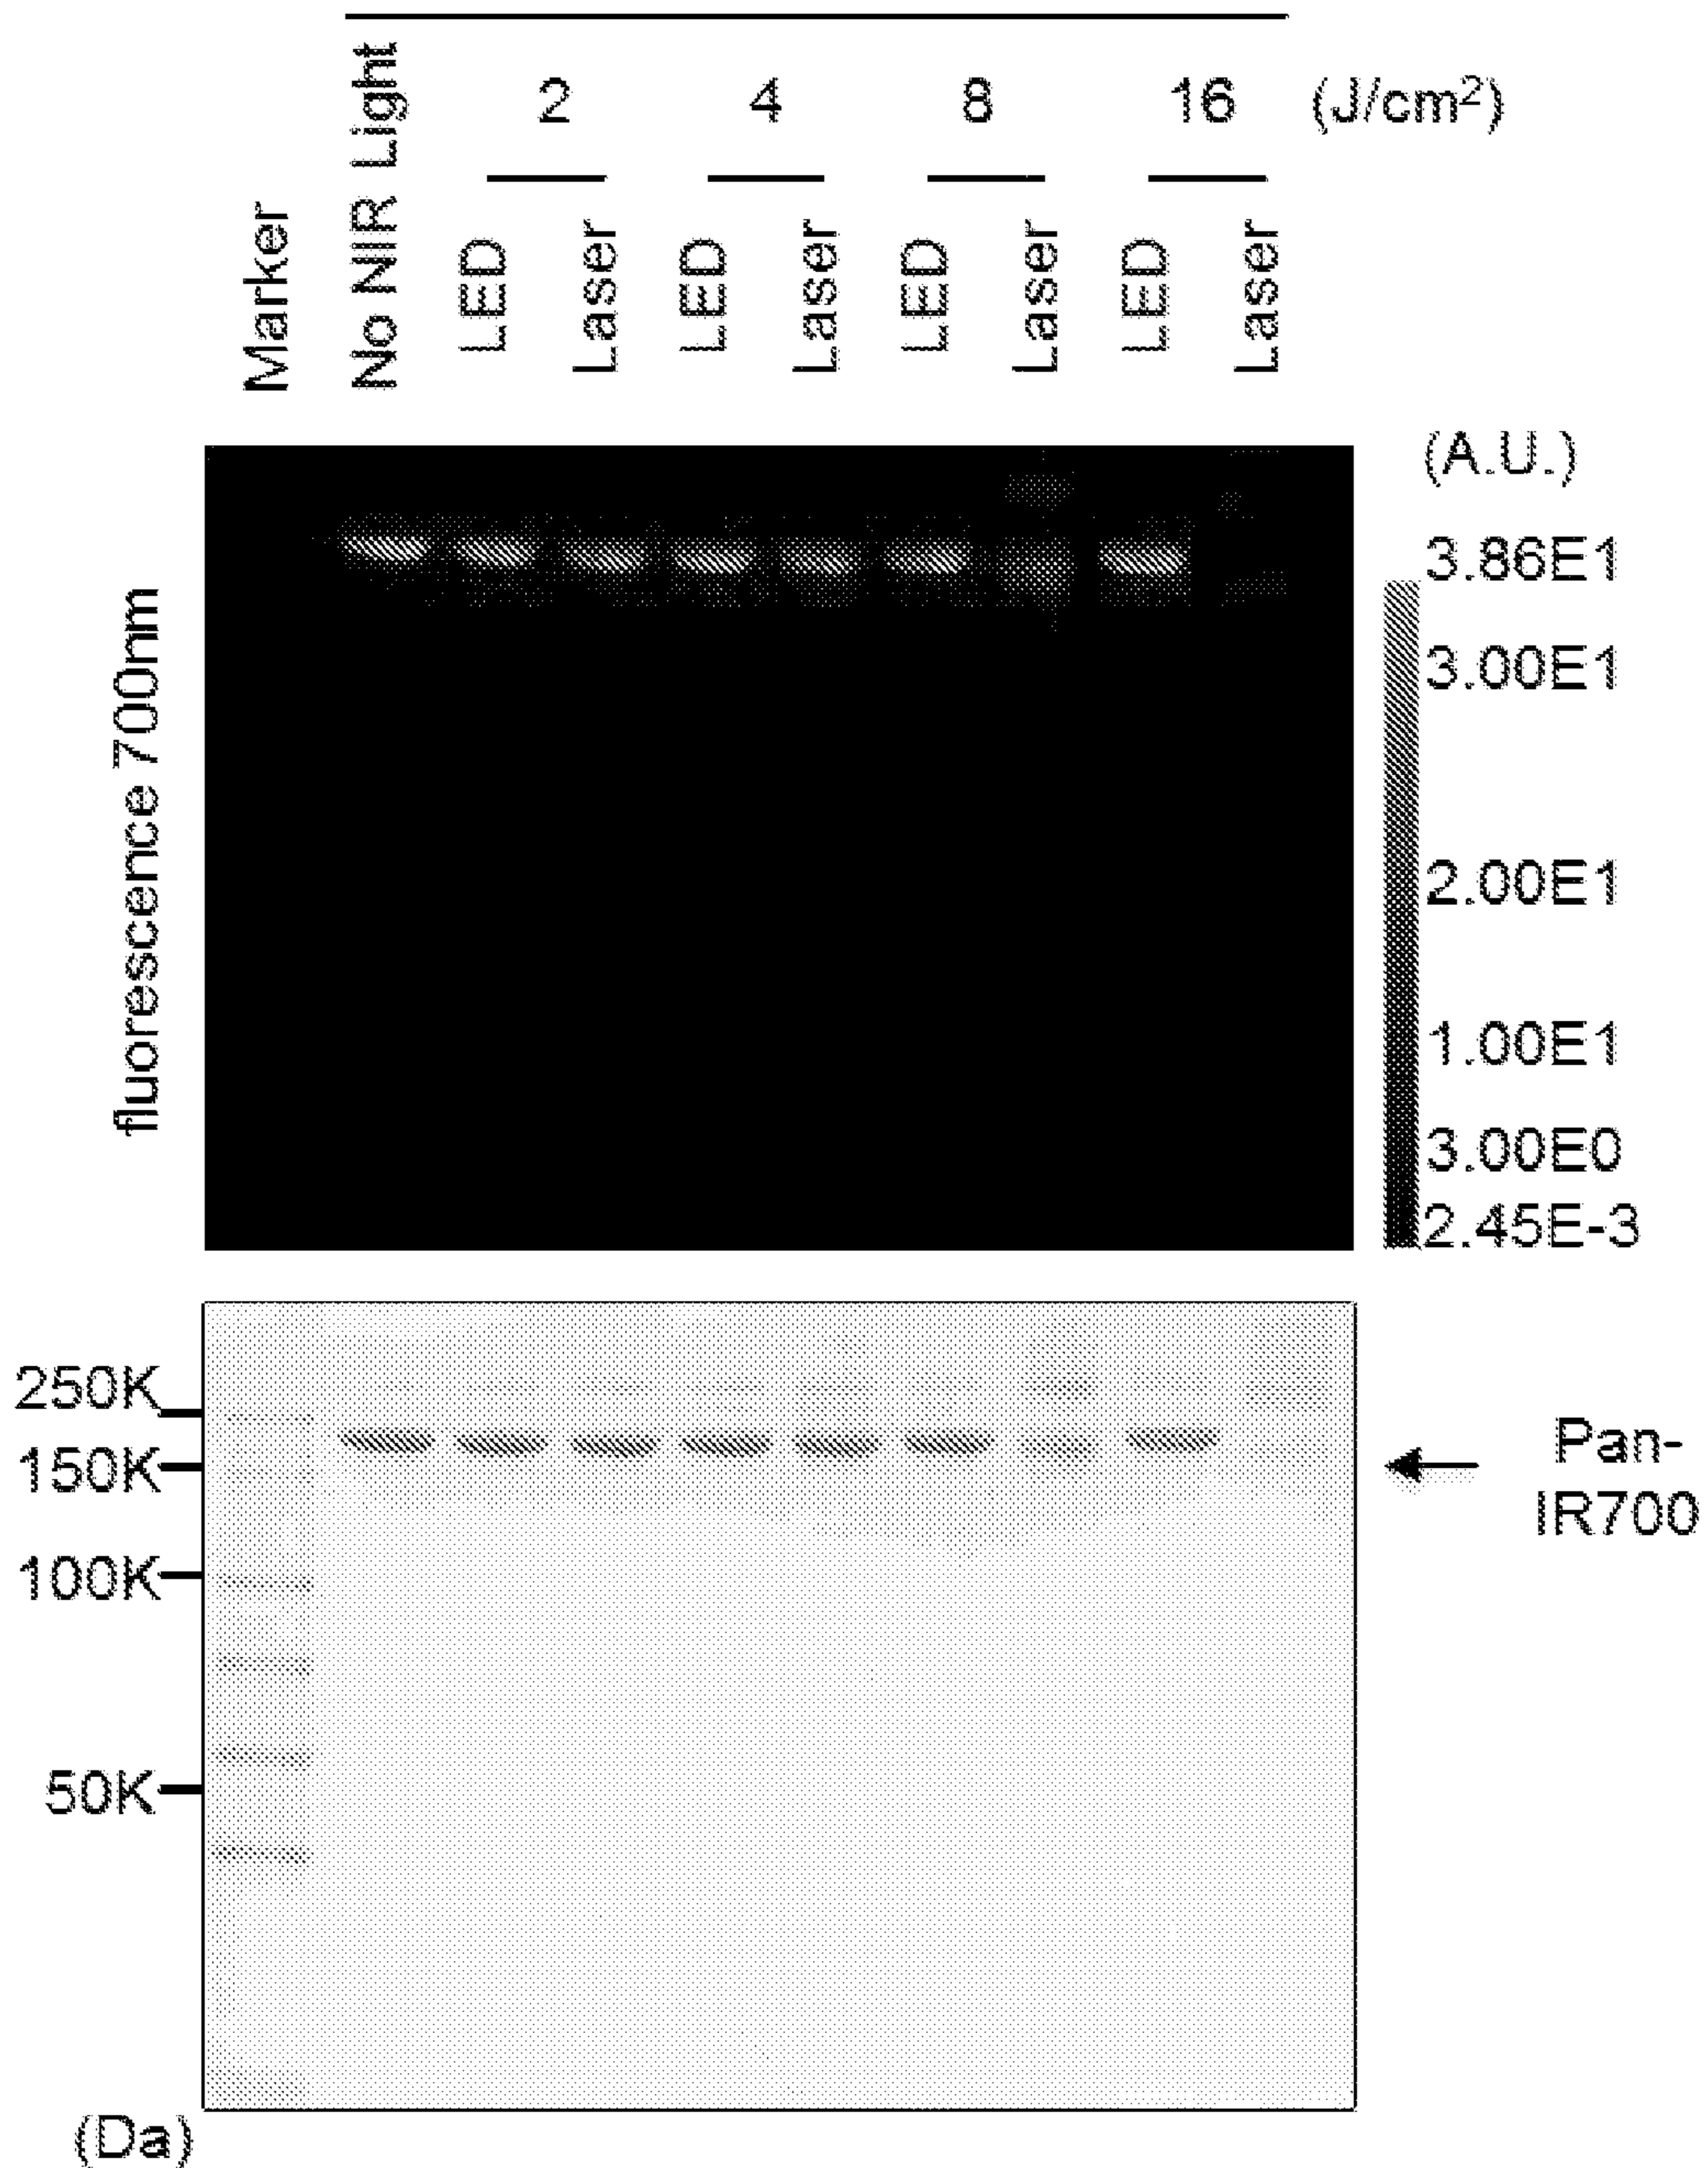 2 4 8 16 (J/cm²)
Marker
No NIR Light
LED
Laser
LED
Laser
LED
Laser
LED
Laser
fluorescence 700nm
(A.U.)
3.86E1
3.00E1
2.00E1
1.00E1
3.00E0
2.45E-3
250K
150K
100K
50K
(Da)
Pan-
IR700